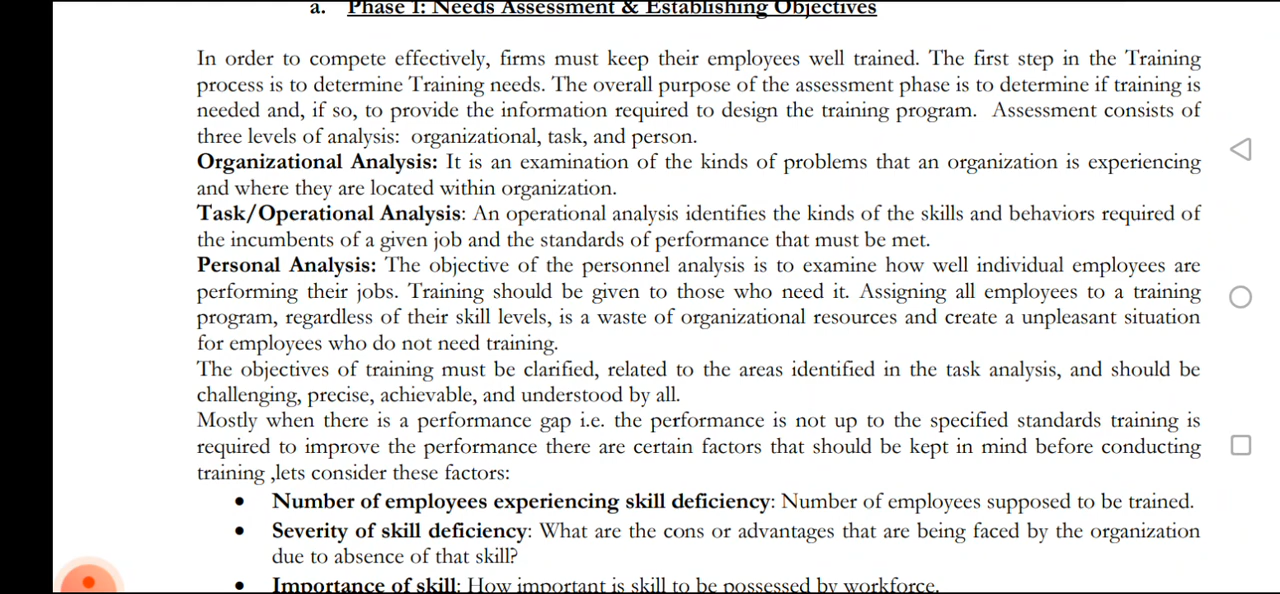 a. Phase 1: Needs Assessment & Establishing Objectives
In order to compete effectively, firms must keep their employees well trained. The first step in the Training
process is to determine Training needs. The overall purpose of the assessment phase is to determine if training is
needed and, if so, to provide the information required to design the training program. Assessment consists of
three levels of analysis: organizational, task, and person.
Organizational Analysis: It is an examination of the kinds of problems that an organization is experiencing
and where they are located within organization.
Task/Operational Analysis: An operational analysis identifies the kinds of the skills and behaviors required of
the incumbents of a given job and the standards of performance that must be met.
Personal Analysis: The objective of the personnel analysis is to examine how well individual employees are
performing their jobs. Training should be given to those who need it. Assigning all employees to a training
program, regardless of their skill levels, is a waste of organizational resources and create a unpleasant situation
for employees who do not need training.
The objectives of training must be clarified, related to the areas identified in the task analysis, and should be
challenging, precise, achievable, and understood by all.
Mostly when there is a performance gap i.e. the performance is not up to the specified standards training is
required to improve the performance there are certain factors that should be kept in mind before conducting
training ,lets consider these factors:
• Number of employees experiencing skill deficiency: Number of employees supposed to be trained.
• Severity of skill deficiency: What are the cons or advantages that are being faced by the organization
due to absence of that skill?
• Importance of skill: How important is skill to be possessed by workforce.